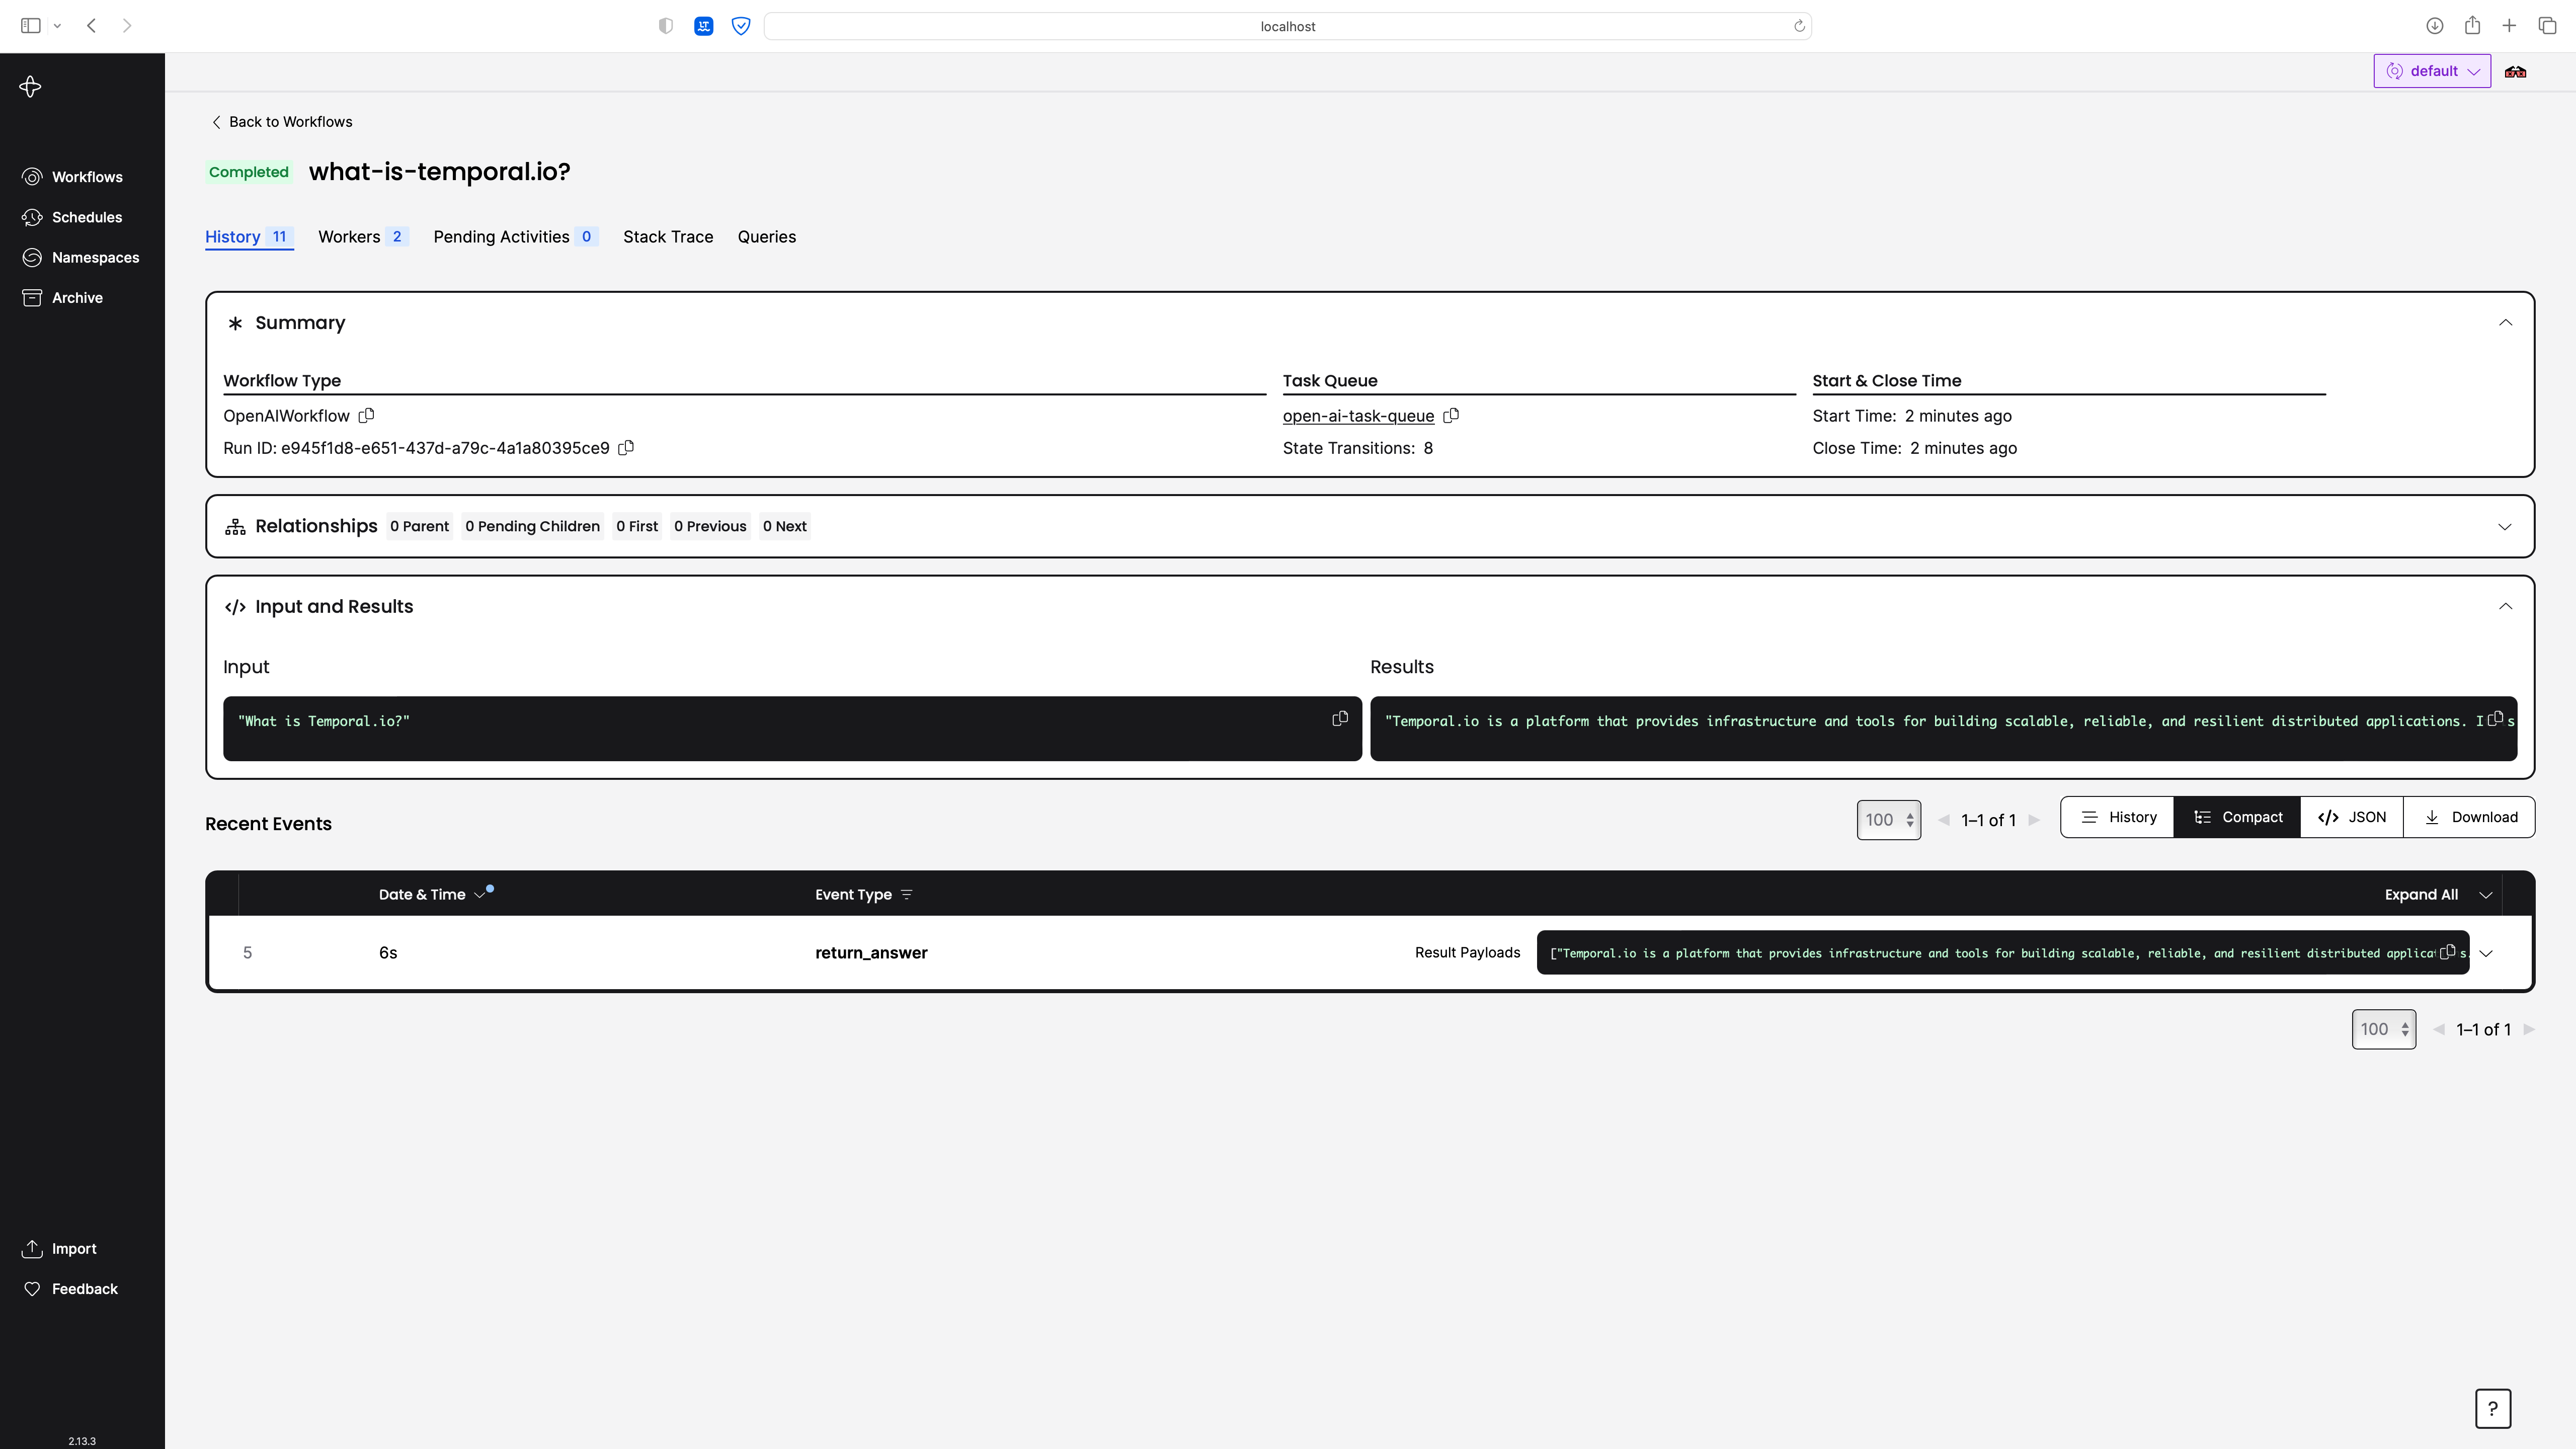 localhost
default
Workflows
Schedules
Namespaces
Archive
Import
Feedback
2.13.3
Back to Workflows
Completed what-is-temporal.io?
History 11 Workers 2 Pending Activities 0 Stack Trace Queries
Summary
Workflow Type Task Queue Start & Close Time
OpenAIWorkflow open-ai-task-queue Start Time: 2 minutes ago
Run ID: e945f1d8-e651-437d-a79c-4a1a80395ce9 State Transitions: 8 Close Time: 2 minutes ago
Relationships 0 Parent 0 Pending Children 0 First 0 Previous 0 Next
</> Input and Results
Input Results
"What is Temporal.io?" "Temporal.io is a platform that provides infrastructure and tools for building scalable, reliable, and resilient distributed applications. I
Recent Events 100 1–1 of 1 History Compact </> JSON Download
Date & Time Event Type Expand All
5 6s return_answer Result Payloads ["Temporal.io is a platform that provides infrastructure and tools for building scalable, reliable, and resilient distributed applicat
100 1–1 of 1
?